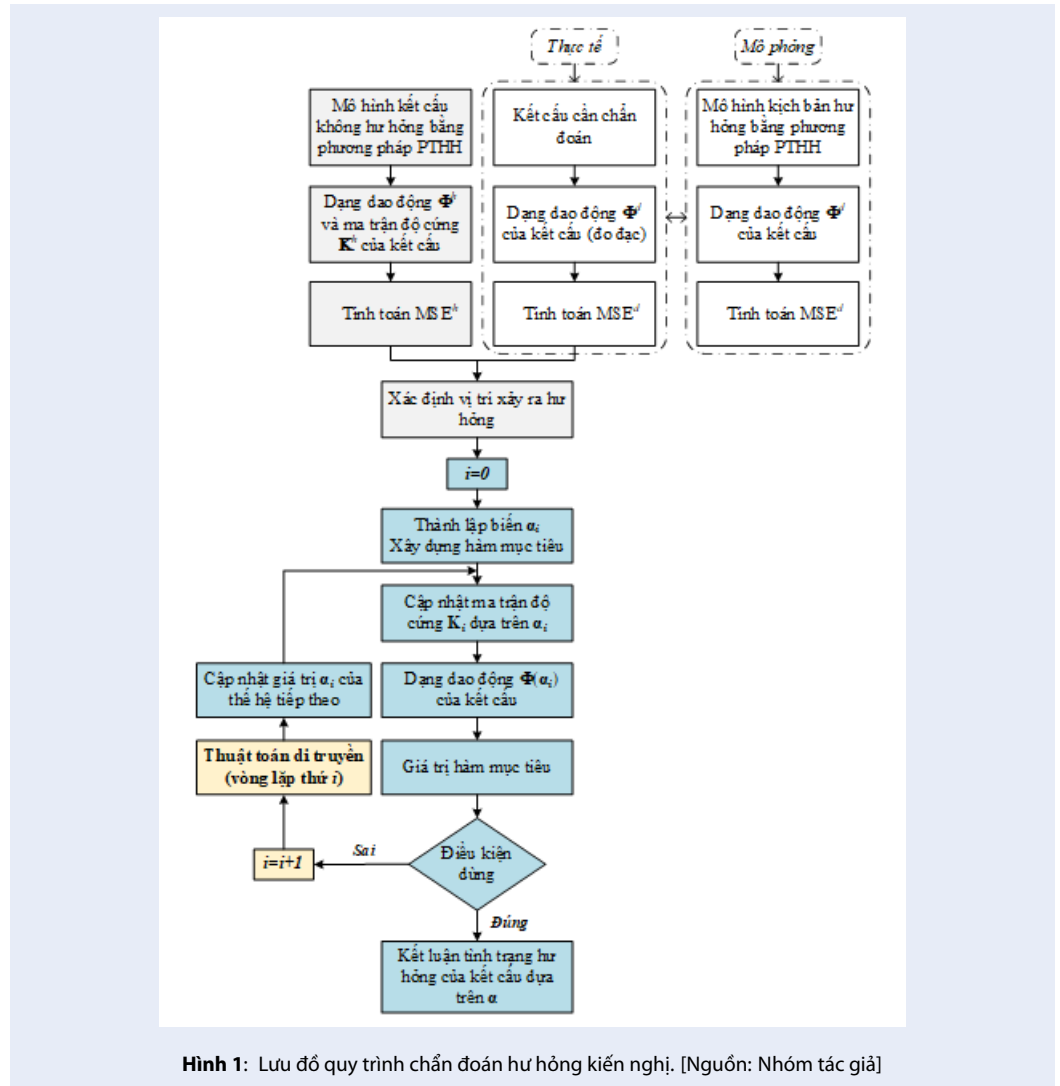 Thực tế
Mô phỏng
Mô hình kết cấu
không hư hỏng bằng
phương pháp PTHH
Kết cấu cần chẩn
đoán
Mô hình kịch bản hư
hỏng bằng phương
pháp PTHH
Dạng dao động Φʰ
và ma trận độ cứng
Kʰ của kết cấu
Dạng dao động Φᵈ
của kết cấu (đo đạc)
Dạng dao động Φᵈ
của kết cấu
Tính toán MSEʰ
Tính toán MSEᵈ
Tính toán MSEᵈ
Xác định vị trí xảy ra hư
hỏng
i=0
Thành lập biến αᵢ
Xây dựng hàm mục tiêu
Cập nhật ma trận độ
cứng Kᵢ dựa trên αᵢ
Cập nhật giá trị αᵢ của
thế hệ tiếp theo
Dạng dao động Φ(αᵢ)
của kết cấu
Thuật toán di truyền
(vòng lặp thứ i)
Giá trị hàm mục tiêu
Điều kiện
dừng
Sai
i=i+1
Đúng
Kết luận tình trạng hư
hỏng của kết cấu dựa
trên α
Hình 1: Lưu đồ quy trình chẩn đoán hư hỏng kiến nghị. [Nguồn: Nhóm tác giả]